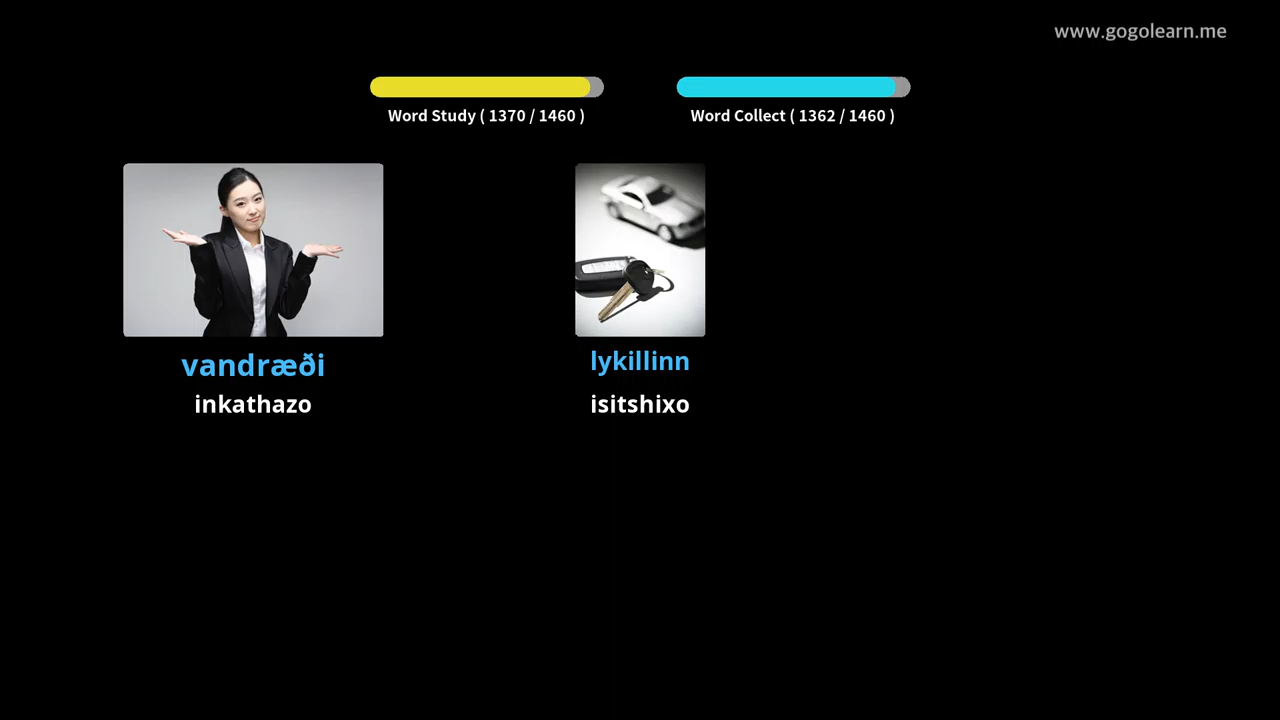 www.gogolearn.me
Word Study ( 1370 / 1460 )
Word Collect ( 1362 / 1460 )
vandræði
inkathazo
lykillinn
isitshixo